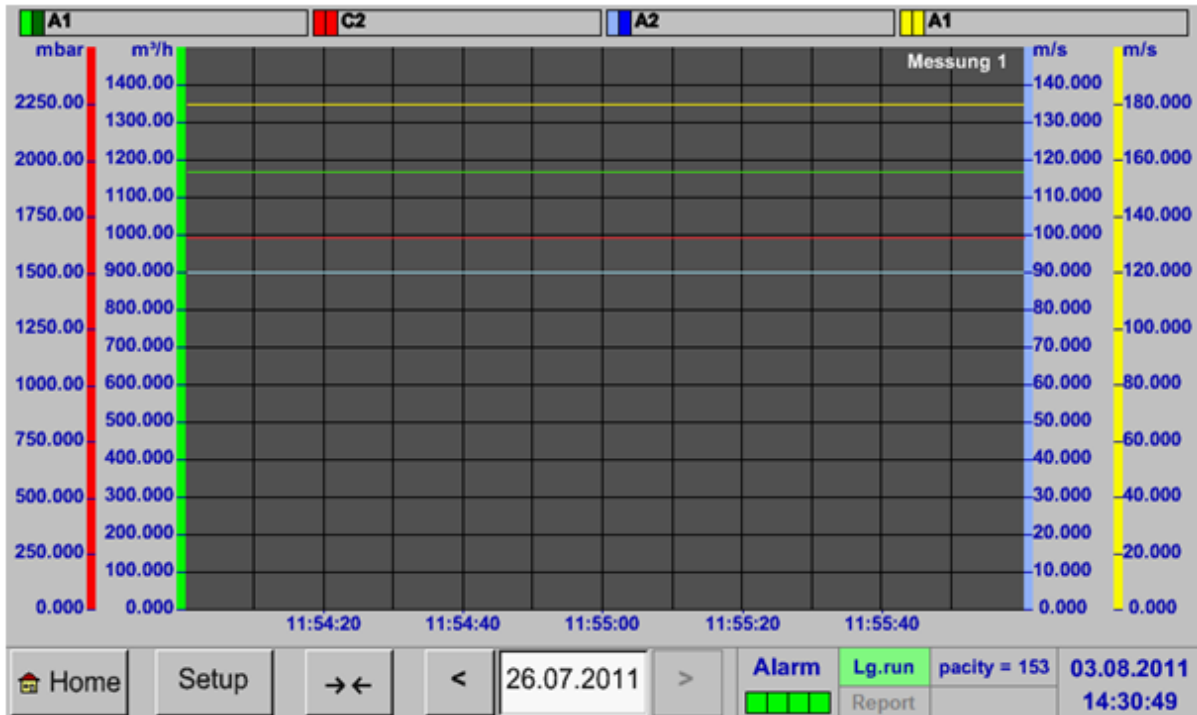 A1 C2 A2 A1
mbar m³/h m/s m/s
Messung 1
1400.00 140.000
2250.00 180.000
1300.00 130.000
2000.00 1200.00 120.000 160.000
1100.00 110.000
1750.00 140.000
1000.00 100.000
1500.00 900.000 90.000 120.000
800.000 80.000
1250.00 100.000
700.000 70.000
1000.00 600.000 60.000 80.000
500.000 50.000
750.000 60.000
400.000 40.000
500.000 300.000 30.000 40.000
200.000 20.000
250.000 20.000
100.000 10.000
0.000 0.000 0.000 0.000
11:54:20 11:54:40 11:55:00 11:55:20 11:55:40
Home Setup →← < 26.07.2011 > Alarm Lg.run pacity = 153 03.08.2011
Report 14:30:49